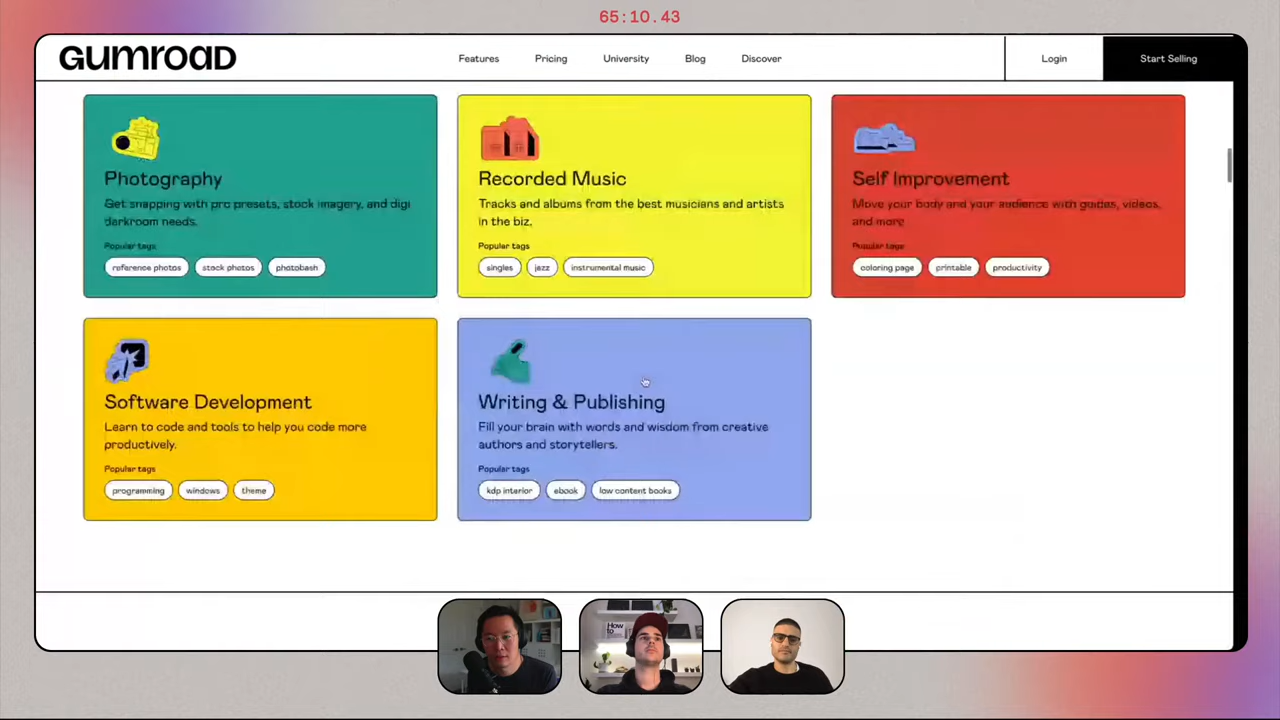 65:10.43
GUMROAD
Features
Pricing
University
Blog
Discover
Login
Start Selling
Photography
Get snapping with pro presets, stock imagery, and digi
darkroom needs.
Popular tags
reference photos
stock photos
photobash
Recorded Music
Tracks and albums from the best musicians and artists
in the biz.
Popular tags
singles
jazz
instrumental music
Self Improvement
Move your body and your audience with guides, videos,
and more
Popular tags
coloring page
printable
productivity
Software Development
Learn to code and tools to help you code more
productively.
Popular tags
programming
windows
theme
Writing & Publishing
Fill your brain with words and wisdom from creative
authors and storytellers.
Popular tags
kdp interior
ebook
low content books
How
to